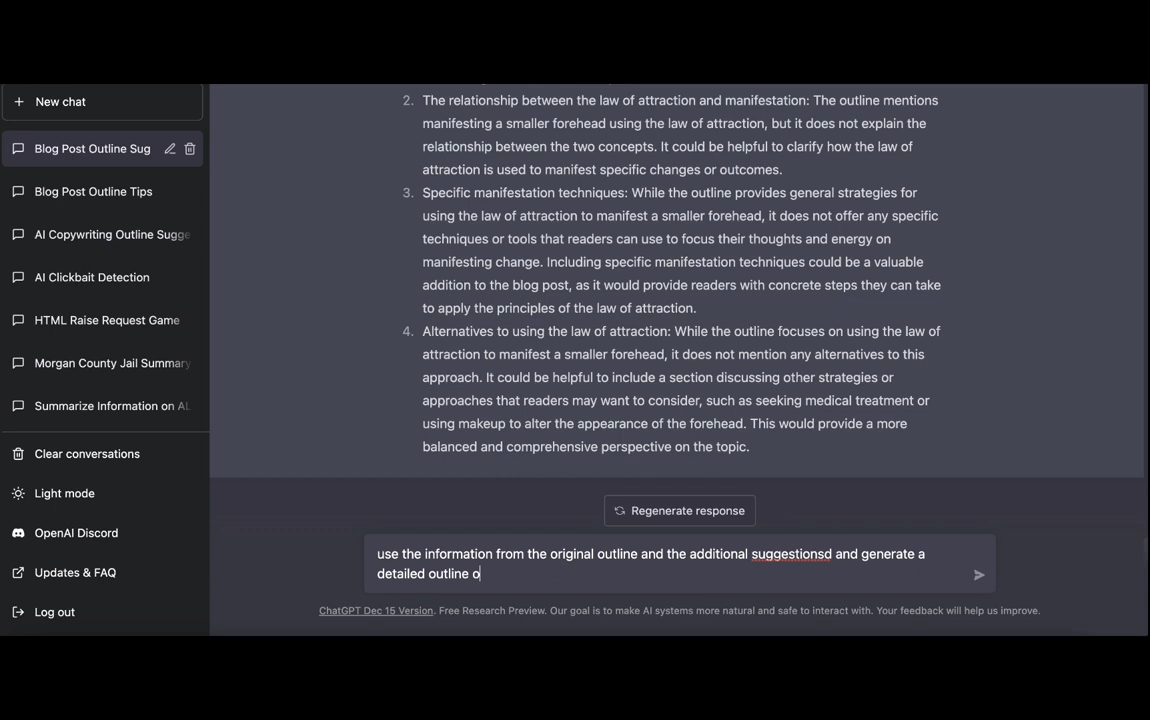 New chat
Blog Post Outline Sug
Blog Post Outline Tips
AI Copywriting Outline Sugge
AI Clickbait Detection
HTML Raise Request Game
Morgan County Jail Summary
Summarize Information on AI.
Clear conversations
Light mode
OpenAI Discord
Updates & FAQ
Log out
2. The relationship between the law of attraction and manifestation: The outline mentions
manifesting a smaller forehead using the law of attraction, but it does not explain the
relationship between the two concepts. It could be helpful to clarify how the law of
attraction is used to manifest specific changes or outcomes.
3. Specific manifestation techniques: While the outline provides general strategies for
using the law of attraction to manifest a smaller forehead, it does not offer any specific
techniques or tools that readers can use to focus their thoughts and energy on
manifesting change. Including specific manifestation techniques could be a valuable
addition to the blog post, as it would provide readers with concrete steps they can take
to apply the principles of the law of attraction.
4. Alternatives to using the law of attraction: While the outline focuses on using the law of
attraction to manifest a smaller forehead, it does not mention any alternatives to this
approach. It could be helpful to include a section discussing other strategies or
approaches that readers may want to consider, such as seeking medical treatment or
using makeup to alter the appearance of the forehead. This would provide a more
balanced and comprehensive perspective on the topic.
Regenerate response
use the information from the original outline and the additional suggestionsd and generate a
detailed outline o
ChatGPT Dec 15 Version. Free Research Preview. Our goal is to make AI systems more natural and safe to interact with. Your feedback will help us improve.